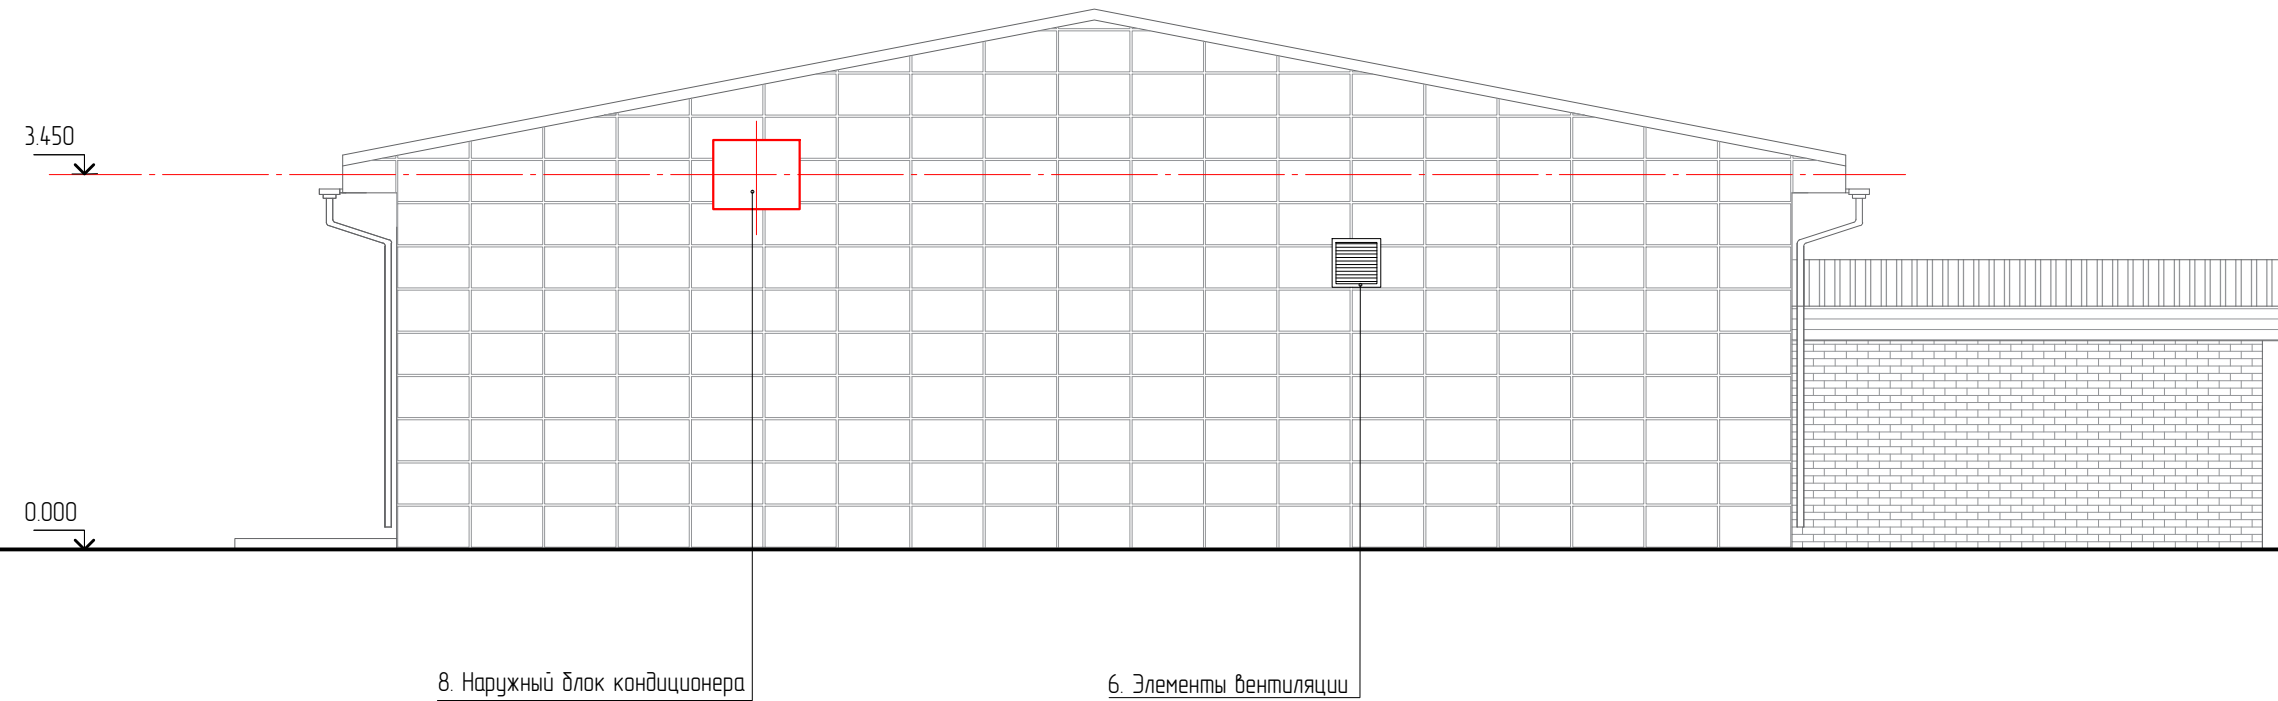 3.450
0.000
8. Наружный блок кондиционера
6. Элементы вентиляции